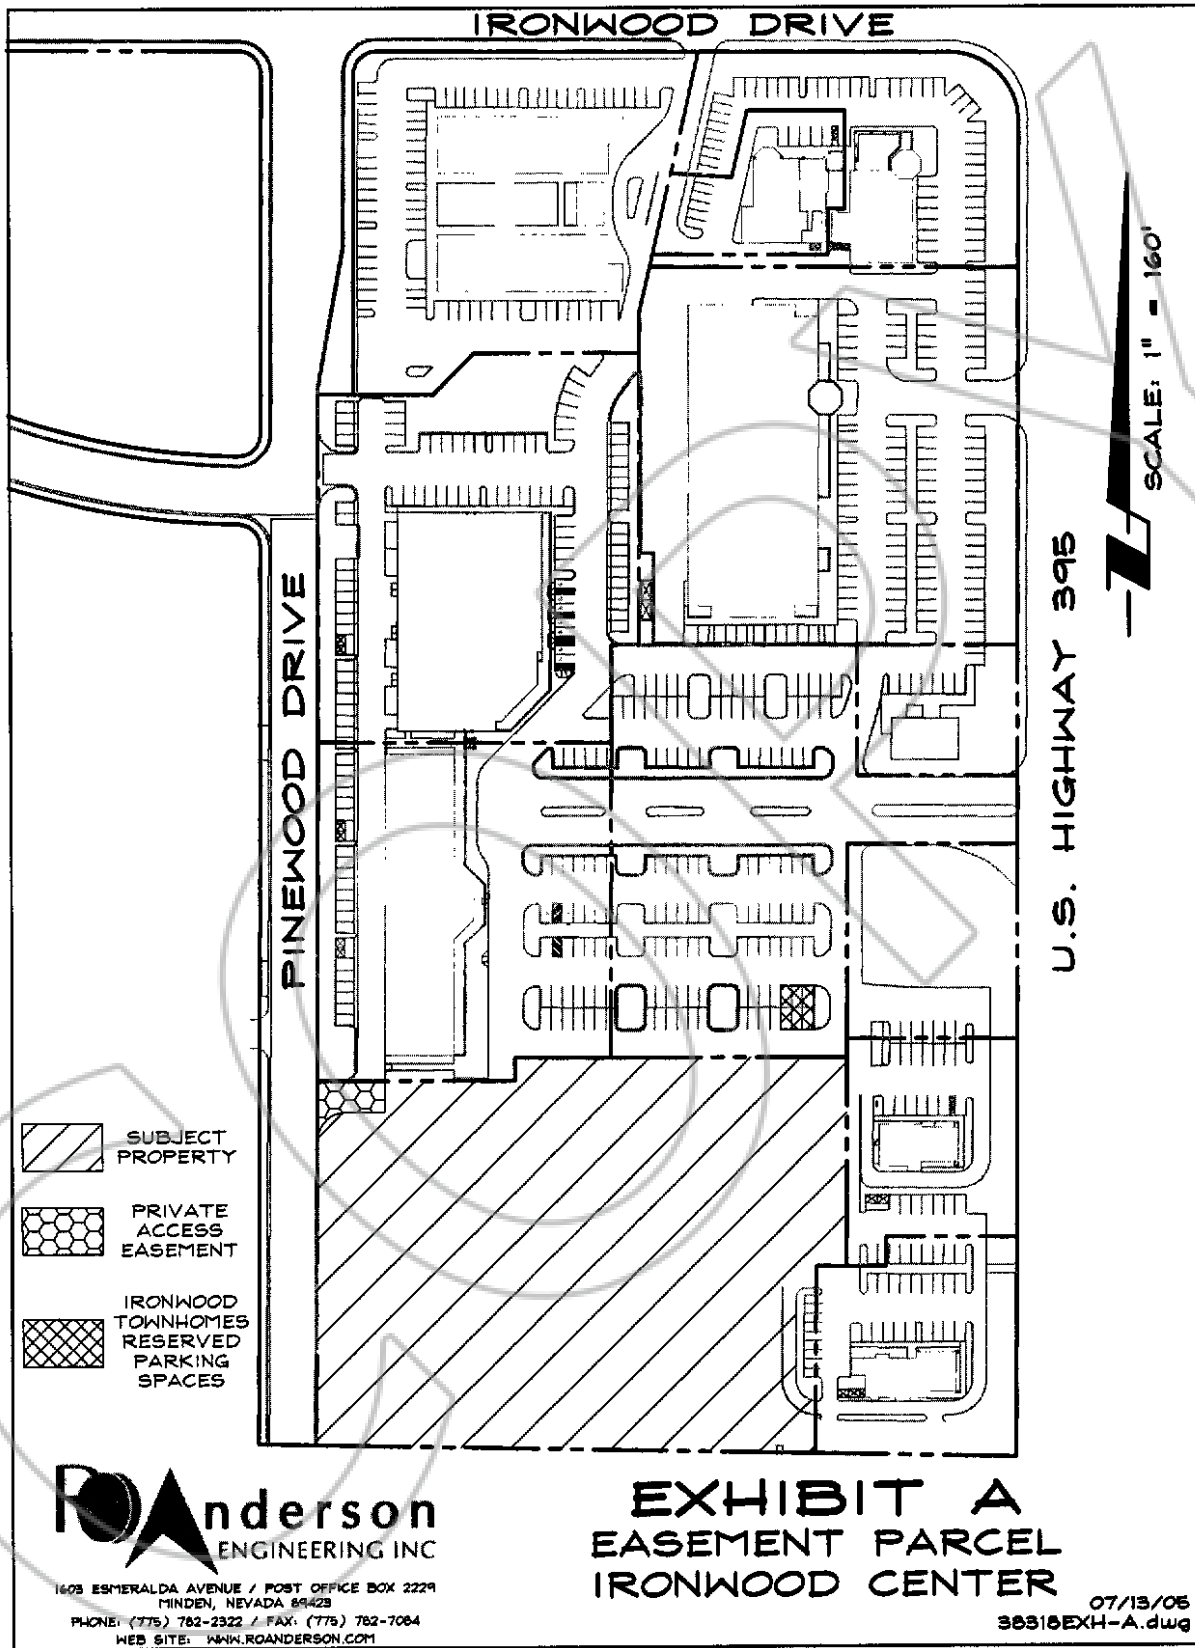 IRONWOOD DRIVE
SCALE: 1" = 160'
U.S. HIGHWAY 395
PINEWOOD DRIVE
SUBJECT
PROPERTY
PRIVATE
ACCESS
EASEMENT
IRONWOOD
TOWNHOMES
RESERVED
PARKING
SPACES
ROAnderson
ENGINEERING INC
1603 ESMERALDA AVENUE / POST OFFICE BOX 2229
MINDEN, NEVADA 89423
PHONE: (775) 782-2322 / FAX: (775) 782-7084
WEB SITE: WWW.ROANDERSON.COM
EXHIBIT A
EASEMENT PARCEL
IRONWOOD CENTER
07/13/05
38318EXH-A.dwg
COPY